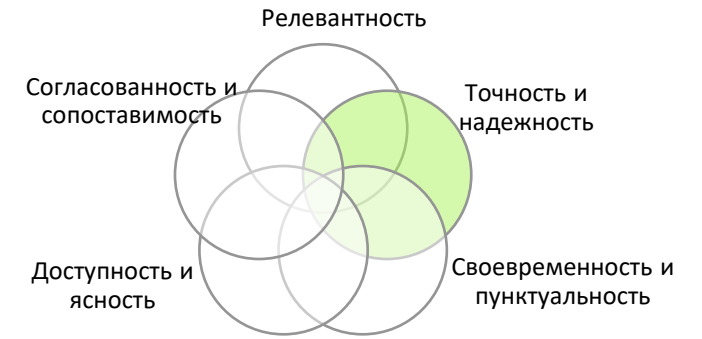 Релевантность
Согласованность и
сопоставимость
Точность и
надежность
Доступность и
ясность
Своевременность и
пунктуальность